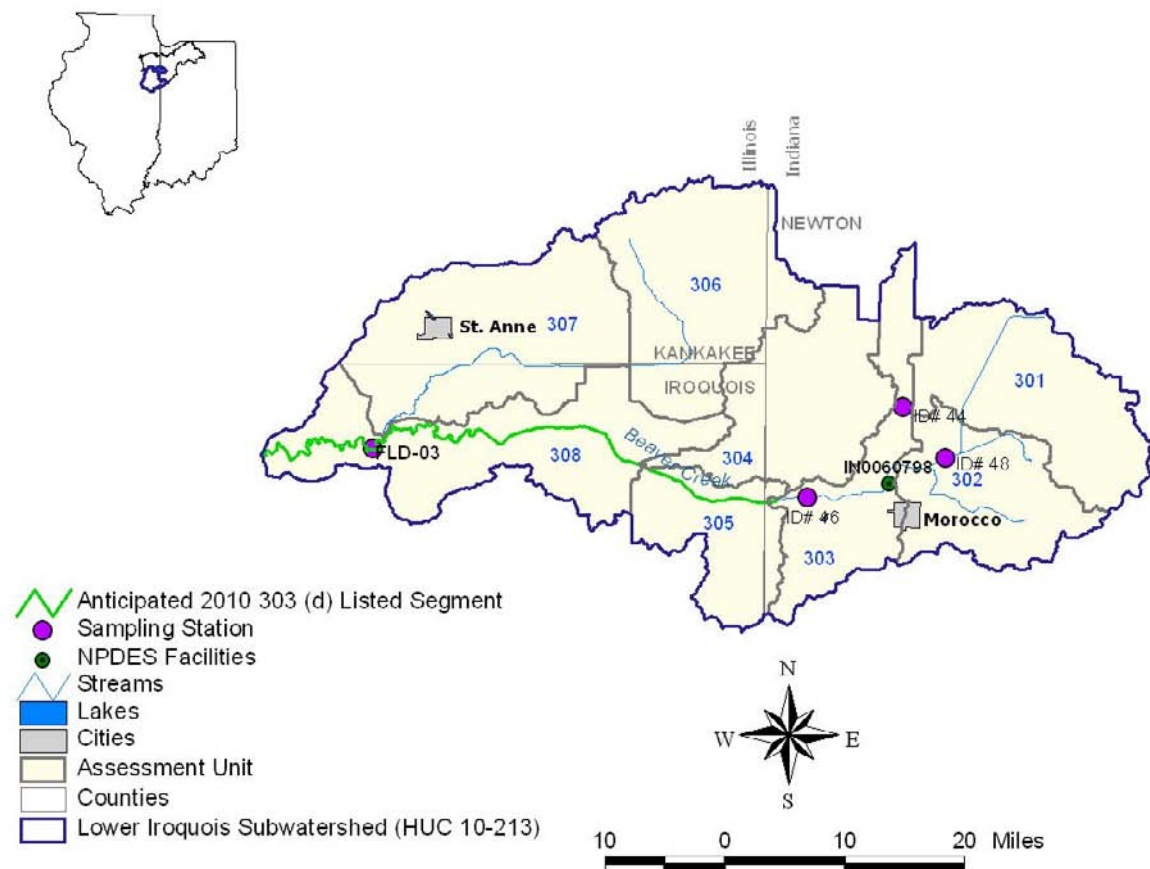 Illinois
Indiana
NEWTON
306
307
St. Anne
KANKAKEE
IROQUOIS
301
ID# 44
FLD-03
308
Beaver Creek
304
IN0060798
ID# 48
302
305
ID# 46
303
Morocco
Anticipated 2010 303 (d) Listed Segment
Sampling Station
NPDES Facilities
Streams
Lakes
Cities
Assessment Unit
Counties
Lower Iroquois Subwatershed (HUC 10-213)
N
W E
S
10 0 10 20 Miles